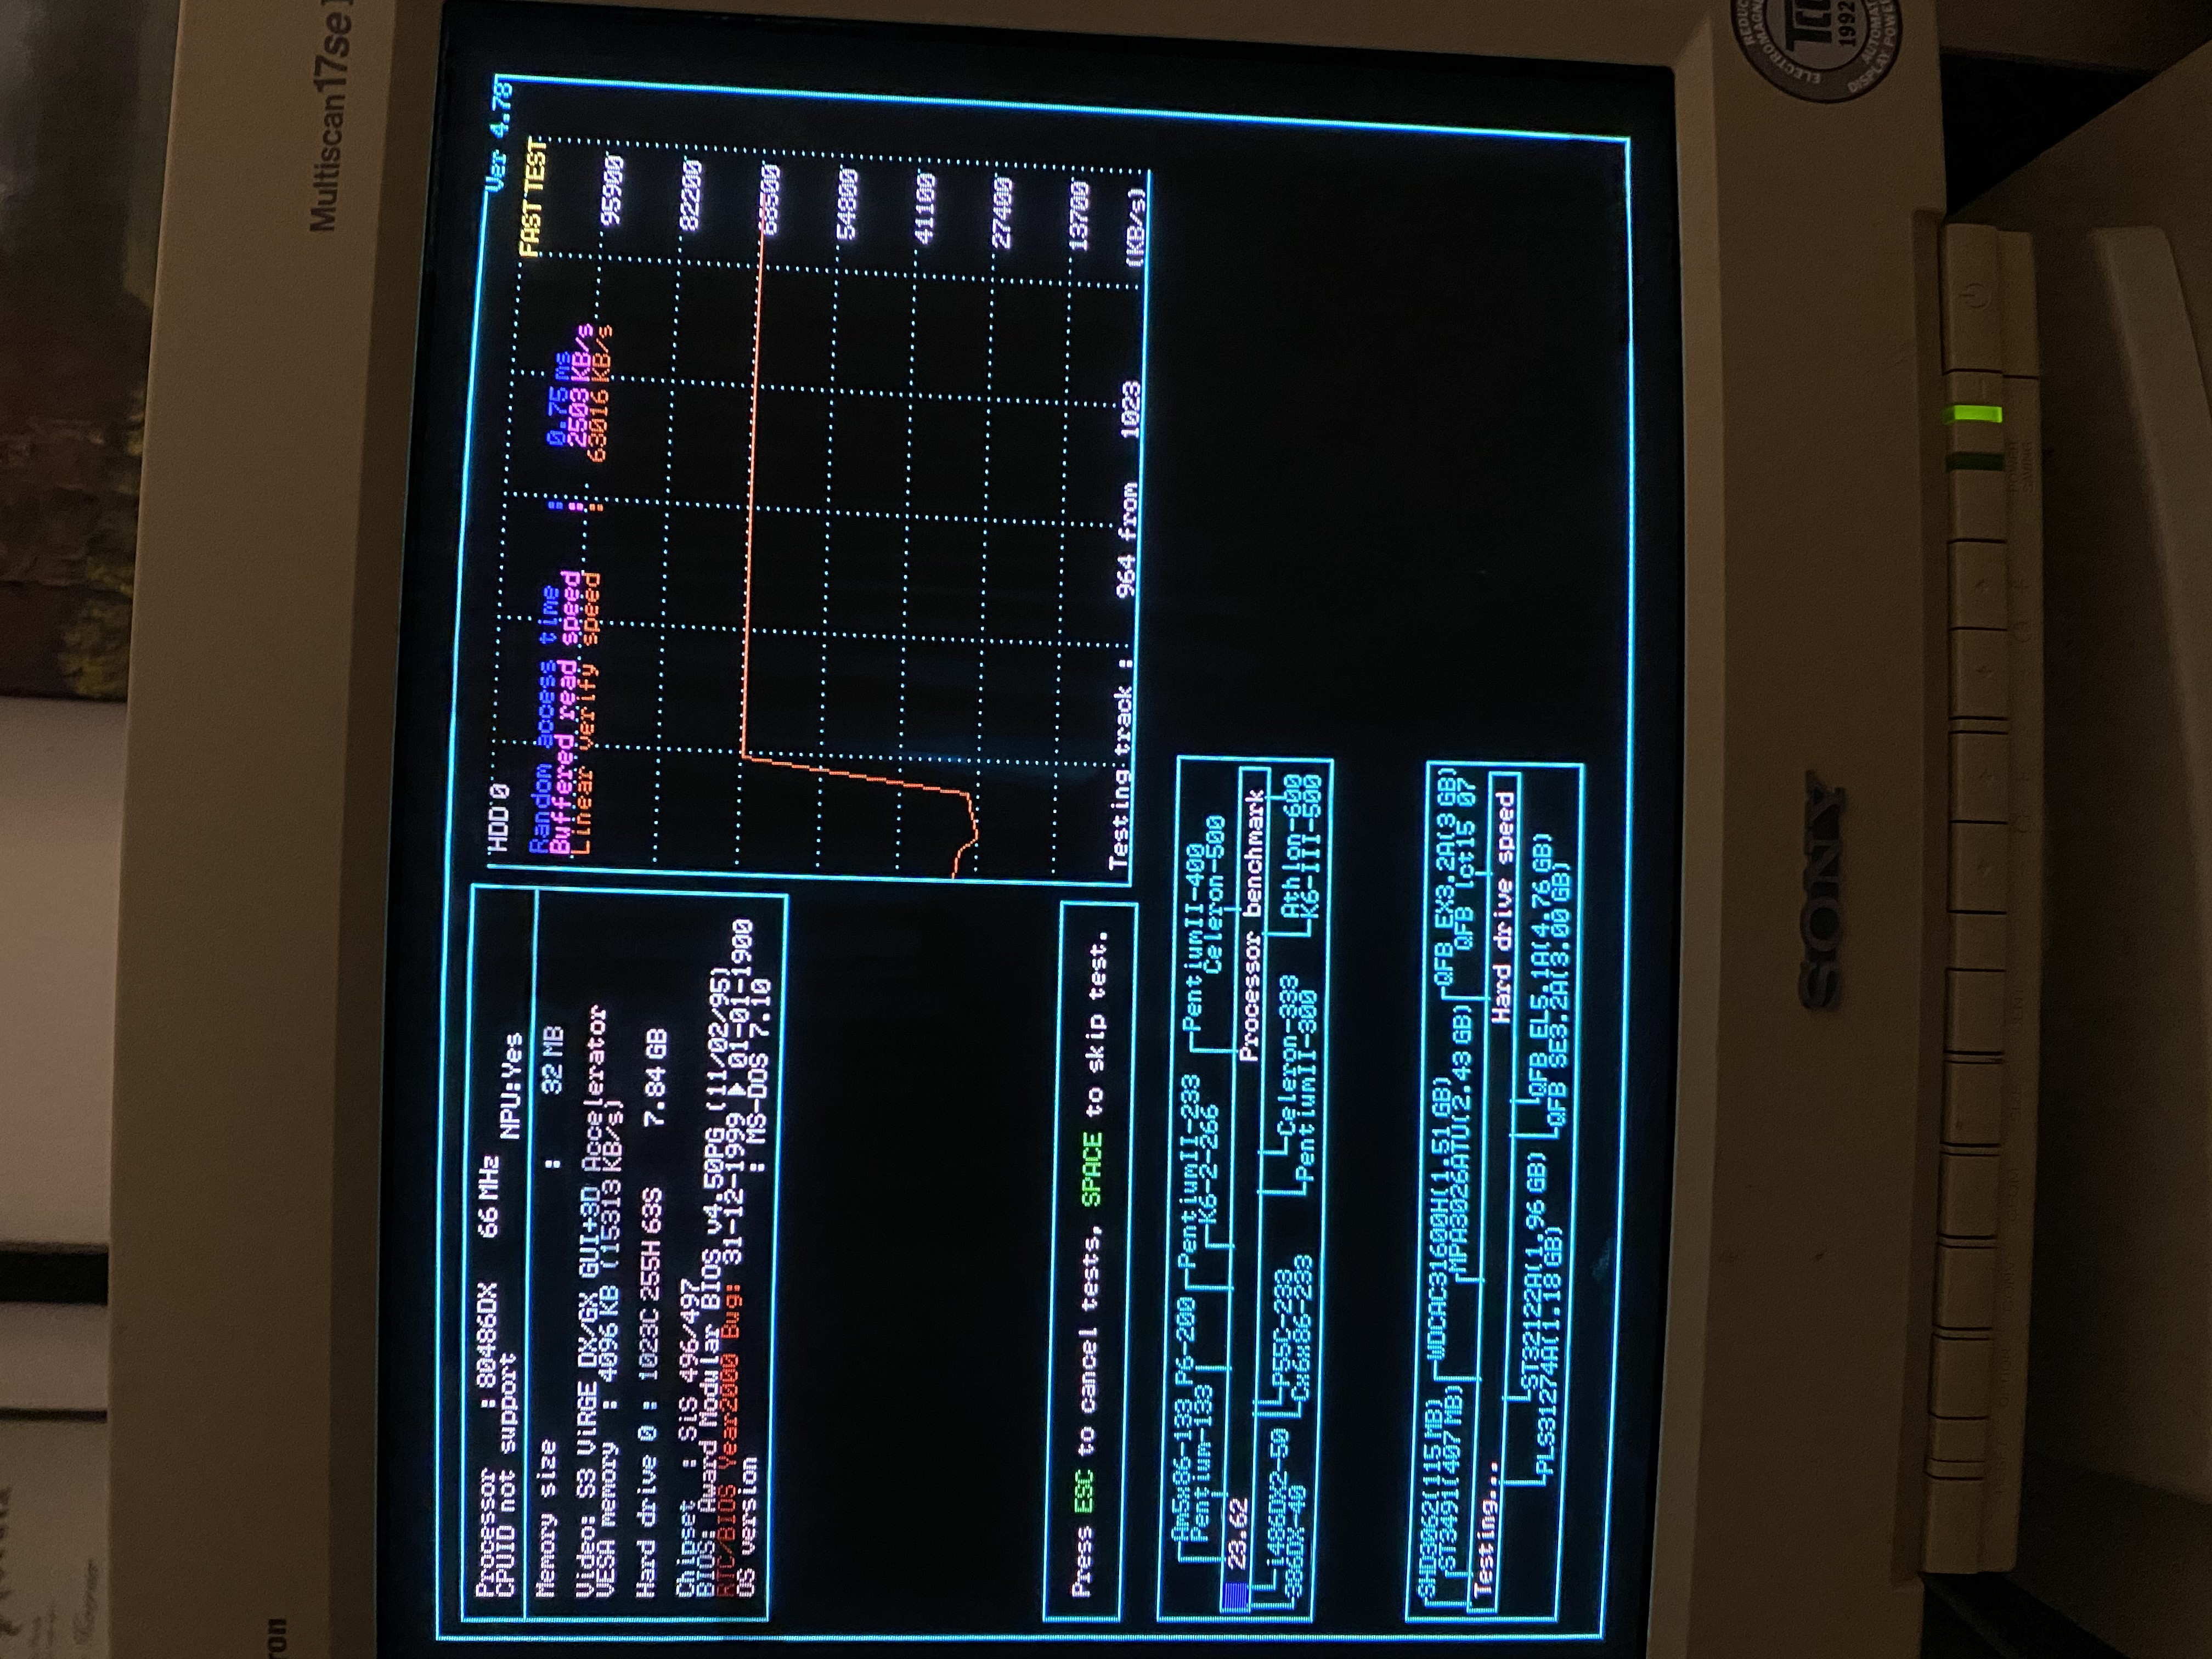 ron
Multiscan17se
Processor : 80486DX 66 MHz
CPUID not support NPU:Yes
Memory size : 32 MB
Video: S3 ViRGE DX/GX GUI+3D Accelerator
VESA memory : 4096 KB (15313 KB/s)
Hard drive 0 : 1023C 255H 63S 7.84 GB
Chipset : SiS 496/497
BIOS: Award Modular BIOS v4.50PG (11/02/95)
RTC/BIOS Year2000 Bug: 31-12-1999 ▶ 01-01-1900
OS version : MS-DOS 7.10
Ver 4.78
HDD 0
FAST TEST
Random access time : 0.75 ms
Buffered read speed : 2503 KB/s
Linear verify speed : 63016 KB/s
95900
82200
68500
54800
41100
27400
13700
Testing track : 964 from 1023 (KB/s)
Press ESC to cancel tests, SPACE to skip test.
Am5x86-133 P6-200 PentiumII-233 PentiumII-400
Pentium-133 K6-2-266 Celeron-500
23.62 Processor benchmark
i486DX2-50 P55C-233 Celeron-333 Athlon-600
386DX-40 Cx6x86-233 PentiumII-300 K6-III-500
SHD3062(115 MB) WDCAC31600H(1.51 GB) QFB EX3.2A(3 GB)
ST3491(407 MB) MPA3026ATU(2.43 GB) QFB lct15 07
Testing... Hard drive speed
ST32122A(1.96 GB) QFB EL5.1A(4.76 GB)
PLS31274A(1.18 GB) QFB SE3.2A(3.00 GB)
SONY
TCO
1992